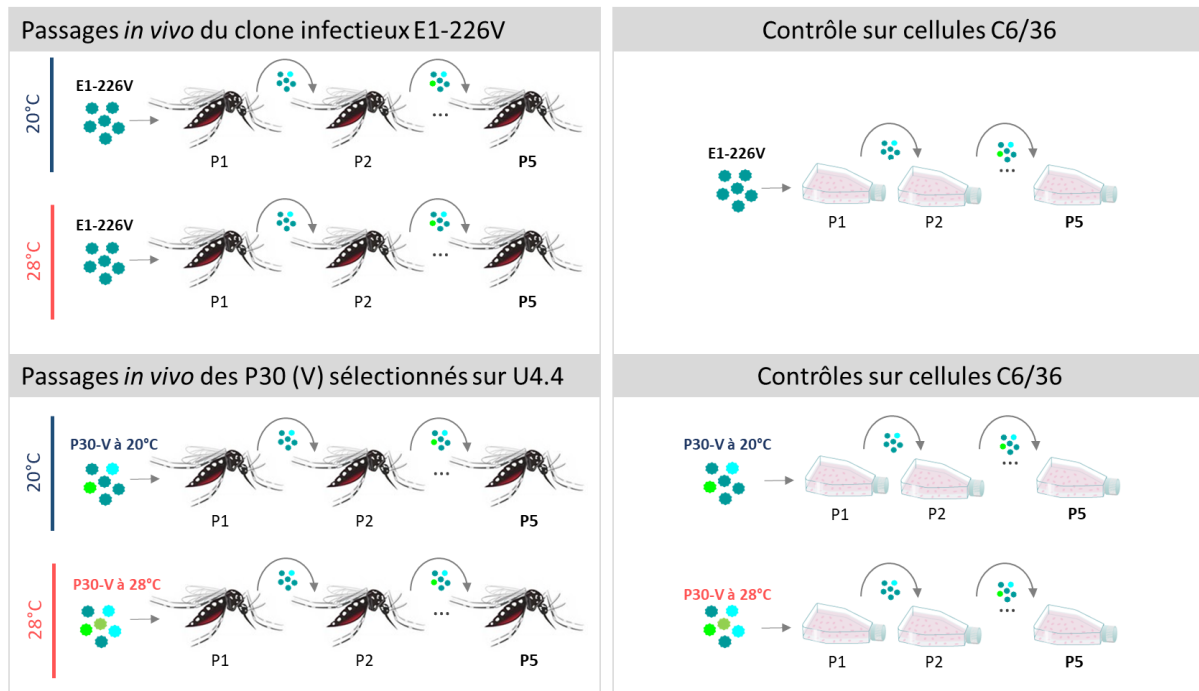 Passages in vivo du clone infectieux E1-226V
20°C
E1-226V
P1
P2
...
P5
28°C
E1-226V
P1
P2
...
P5
Contrôle sur cellules C6/36
E1-226V
P1
P2
...
P5
Passages in vivo des P30 (V) sélectionnés sur U4.4
20°C
P30-V à 20°C
P1
P2
...
P5
28°C
P30-V à 28°C
P1
P2
...
P5
Contrôles sur cellules C6/36
P30-V à 20°C
P1
P2
...
P5
P30-V à 28°C
P1
P2
...
P5